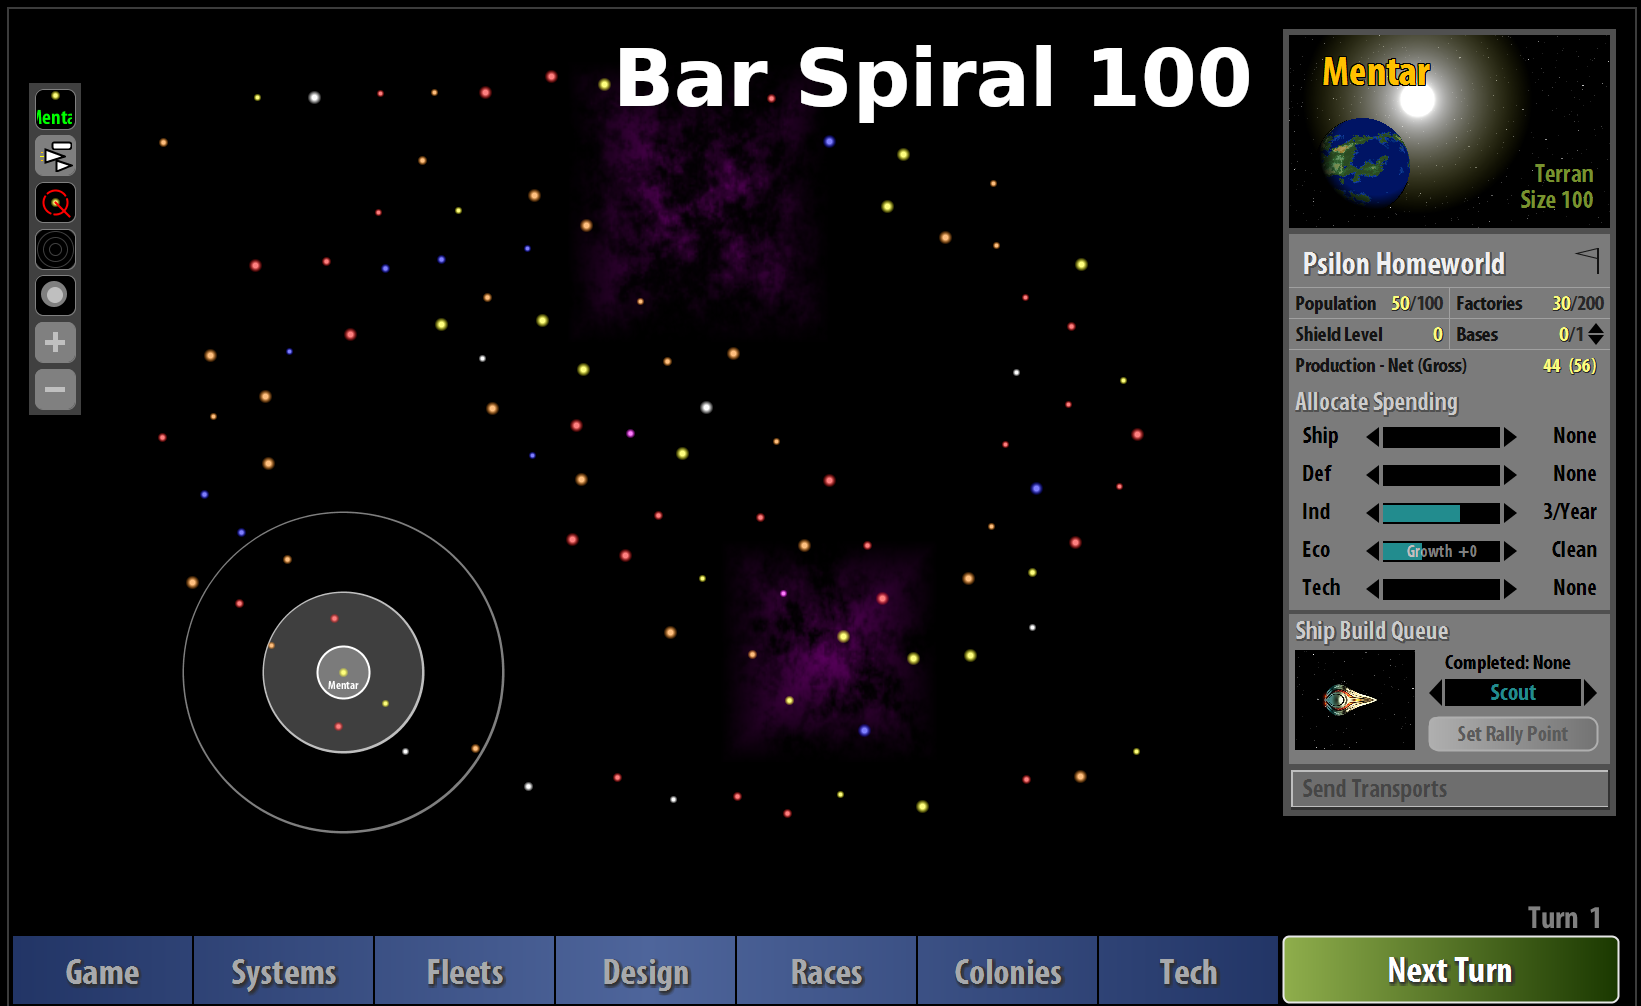 Bar Spiral 100
Mentar
Terran
Size 100
Psilon Homeworld
Population 50/100 Factories 30/200
Shield Level 0 Bases 0/1
Production - Net (Gross) 44 (56)
Allocate Spending
Ship None
Def None
Ind 3/Year
Eco Growth +0 Clean
Tech None
Ship Build Queue
Completed: None
Scout
Set Rally Point
Send Transports
Mentar
Turn 1
Game Systems Fleets Design Races Colonies Tech Next Turn